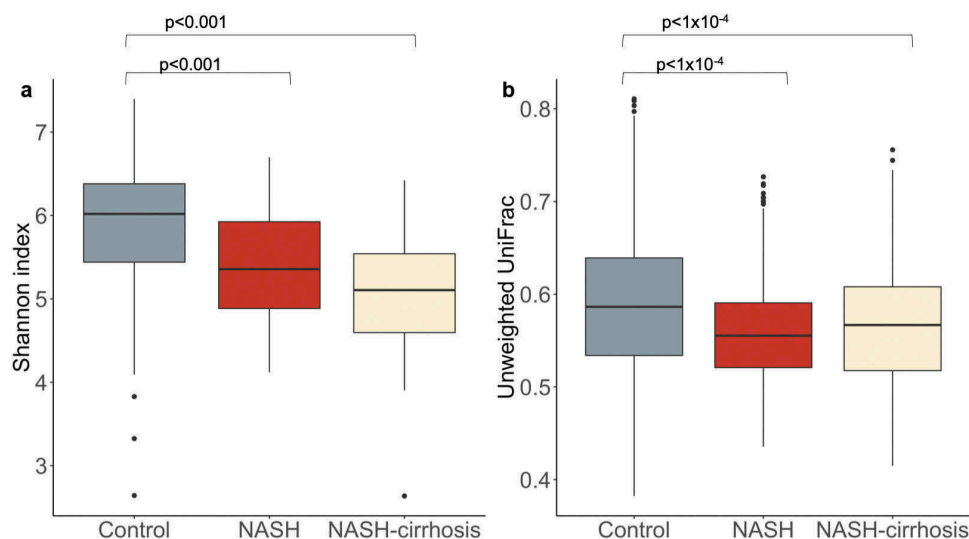 p<0.001
p<0.001
a
Shannon index
7
6
5
4
3
Control NASH NASH-cirrhosis
p<1x10-4
p<1x10-4
b
Unweighted UniFrac
0.8
0.7
0.6
0.5
0.4
Control NASH NASH-cirrhosis